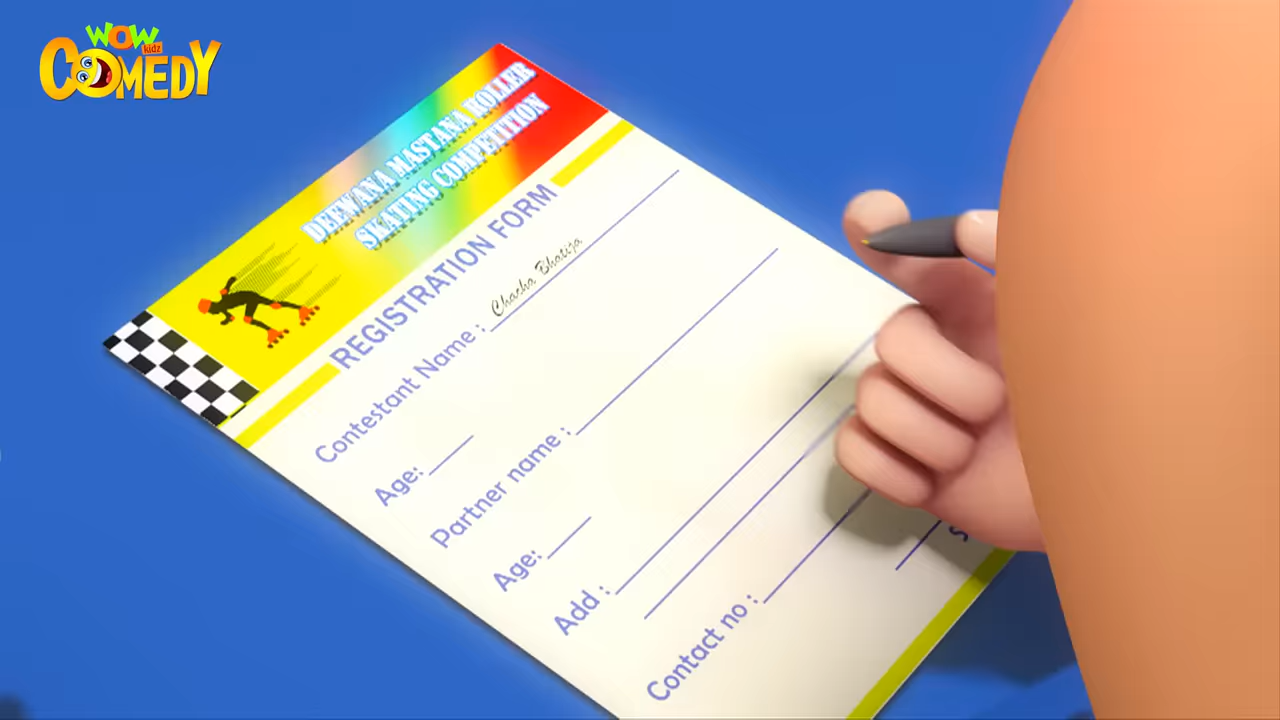 WOW
kidz
COMEDY
DEEWANA MASTANA ROLLER
SKATING COMPETITION
REGISTRATION FORM
Contestant Name : Chacha Bhatija
Age:
Partner name :
Age:
Add :
Contact no :